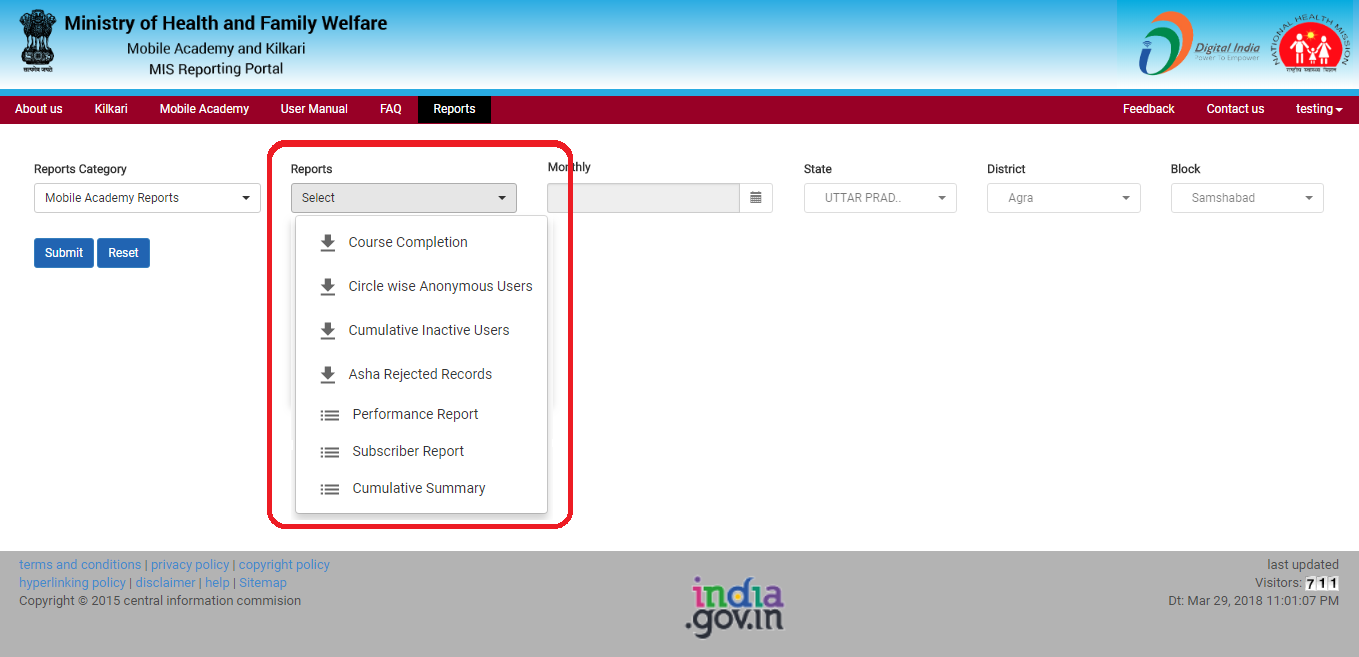 Ministry of Health and Family Welfare
Mobile Academy and Kilkari
MIS Reporting Portal
सत्यमेव जयते
Digital India
Power To Empower
NATIONAL HEALTH MISSION
राष्ट्रीय स्वास्थ्य मिशन
About us Kilkari Mobile Academy User Manual FAQ Reports Feedback Contact us testing
Reports Category Reports Monthly State District Block
Mobile Academy Reports Select UTTAR PRAD.. Agra Samshabad
Submit Reset
Course Completion
Circle wise Anonymous Users
Cumulative Inactive Users
Asha Rejected Records
Performance Report
Subscriber Report
Cumulative Summary
terms and conditions | privacy policy | copyright policy
hyperlinking policy | disclaimer | help | Sitemap
Copyright © 2015 central information commision
india
.gov.in
last updated
Visitors: 711
Dt: Mar 29, 2018 11:01:07 PM